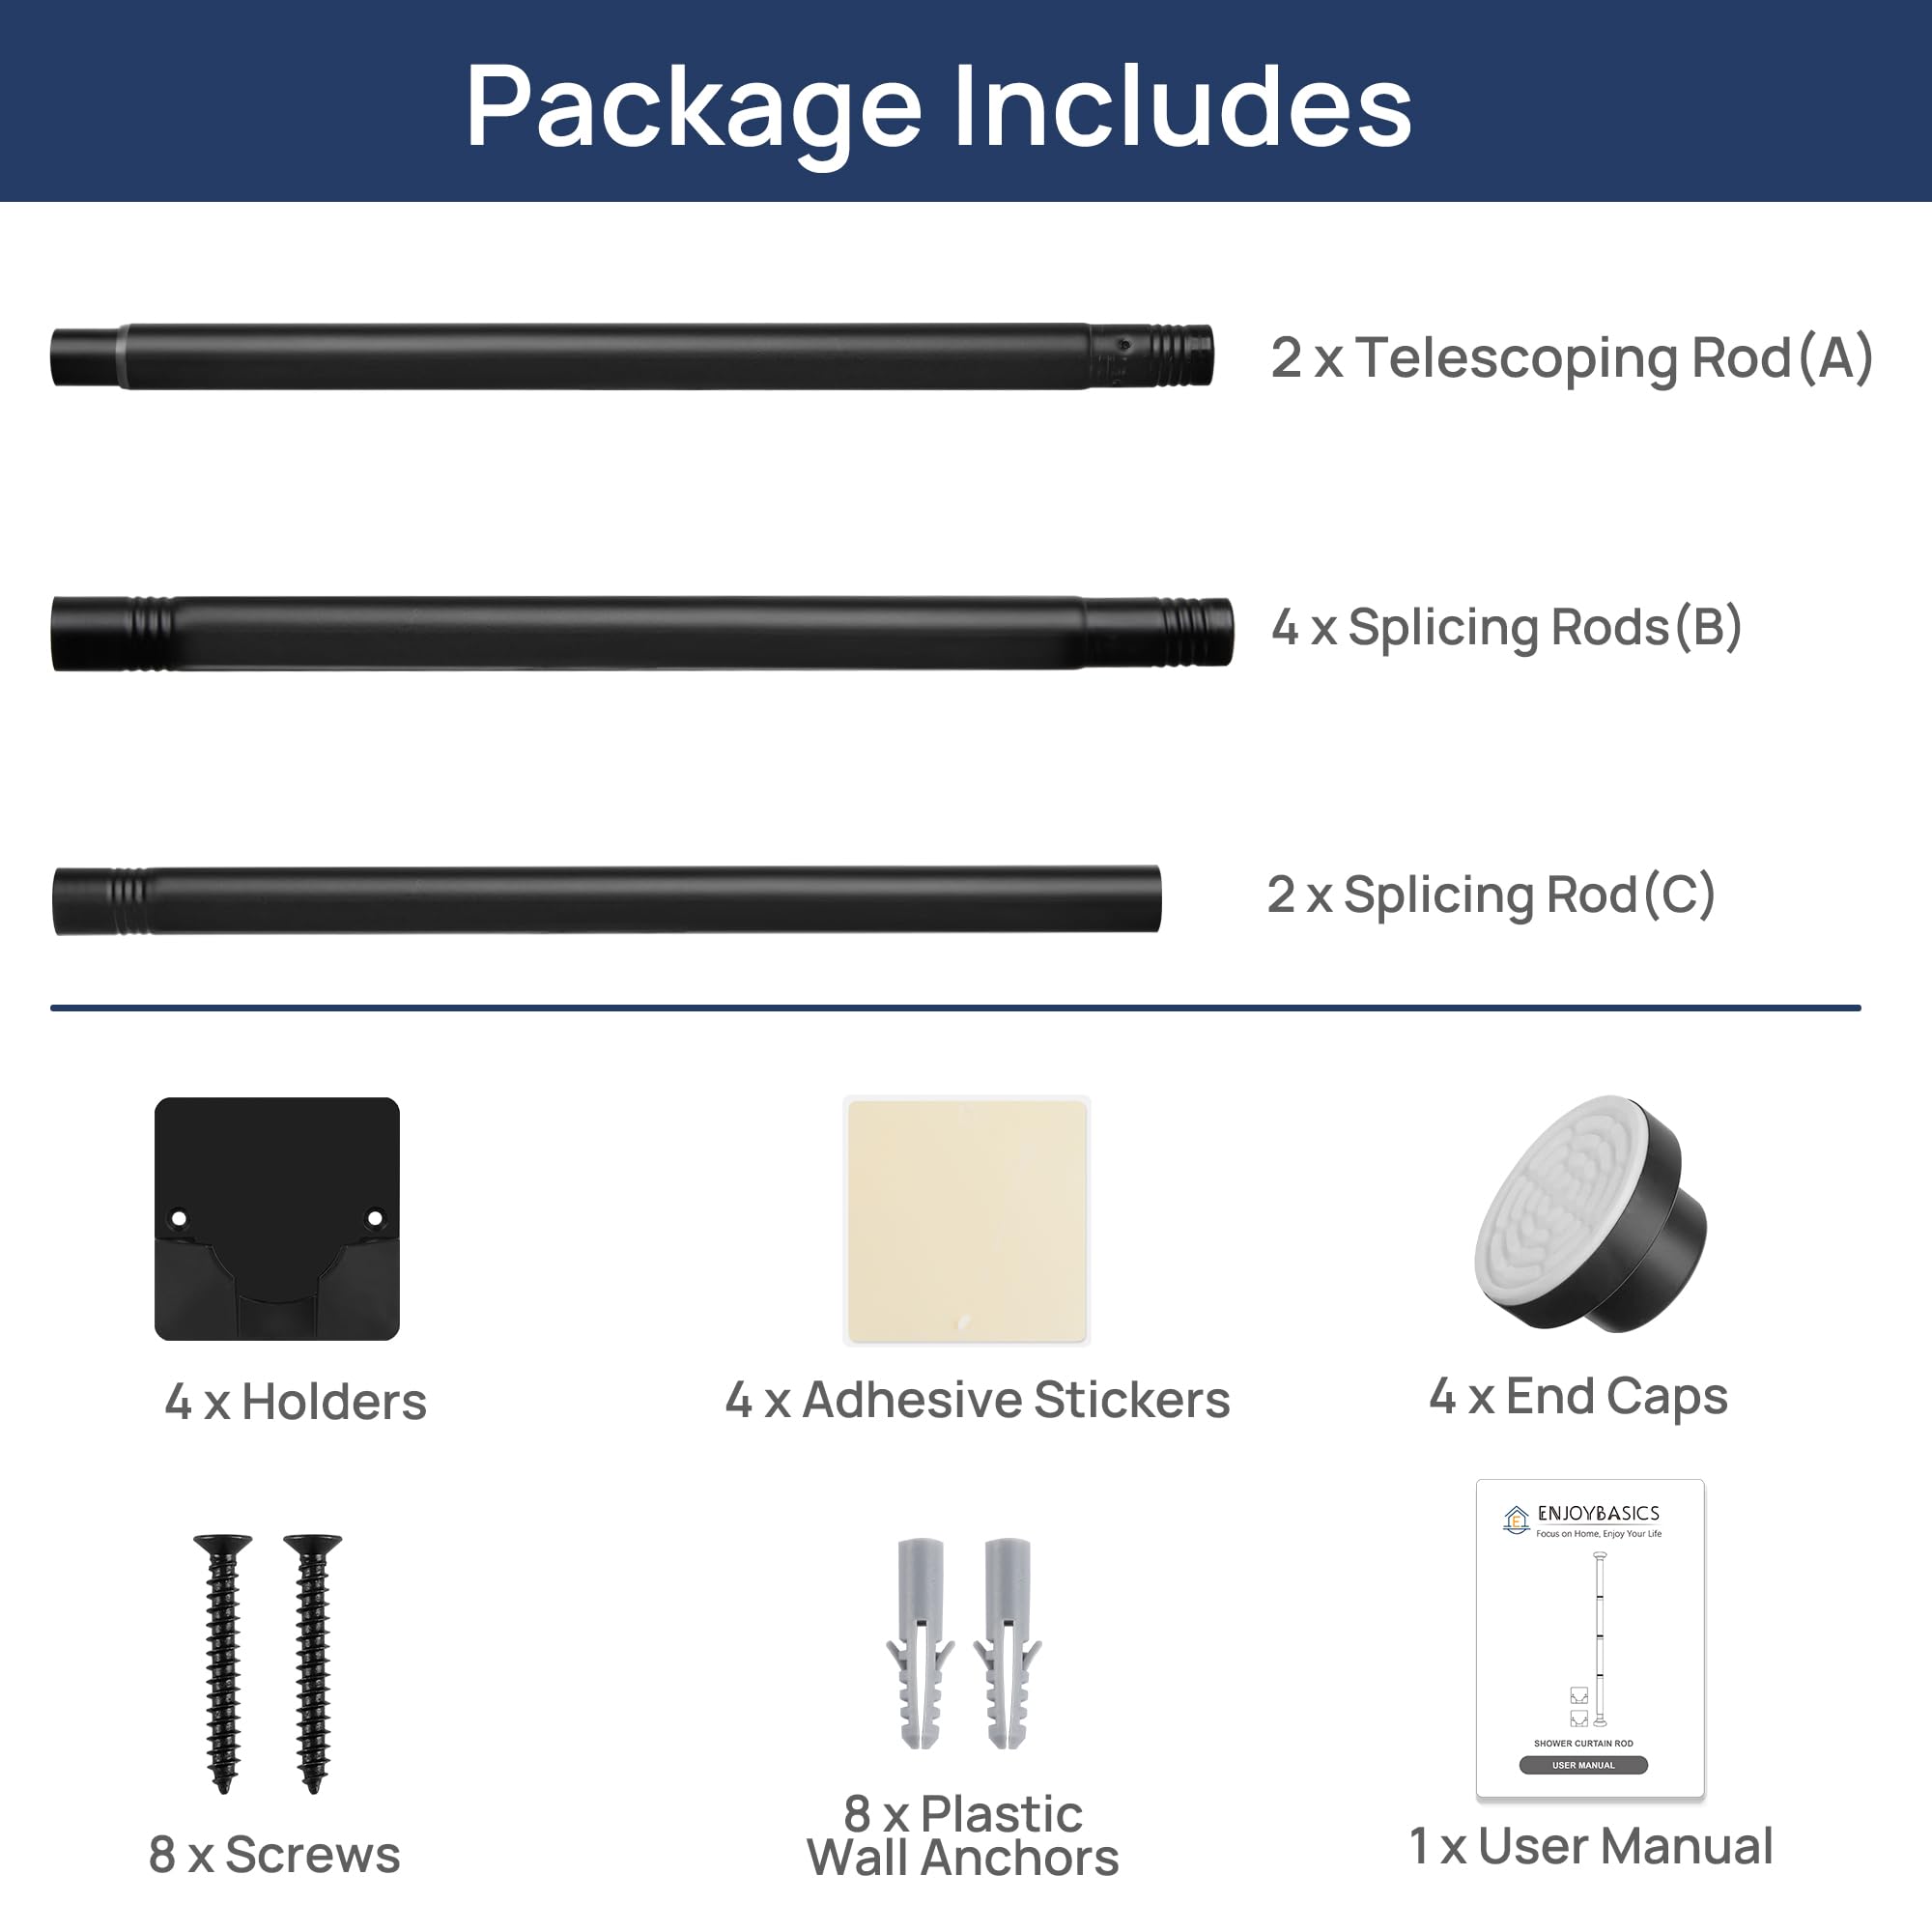 Package Includes
2 x Telescoping Rod(A)
4 x Splicing Rods(B)
2 x Splicing Rod(C)
4 x Holders
4 x Adhesive Stickers
4 x End Caps
8 x Screws
8 x Plastic
Wall Anchors
E
ENJOYBASICS
Focus on Home, Enjoy Your Life
SHOWER CURTAIN ROD
USER MANUAL
1 x User Manual